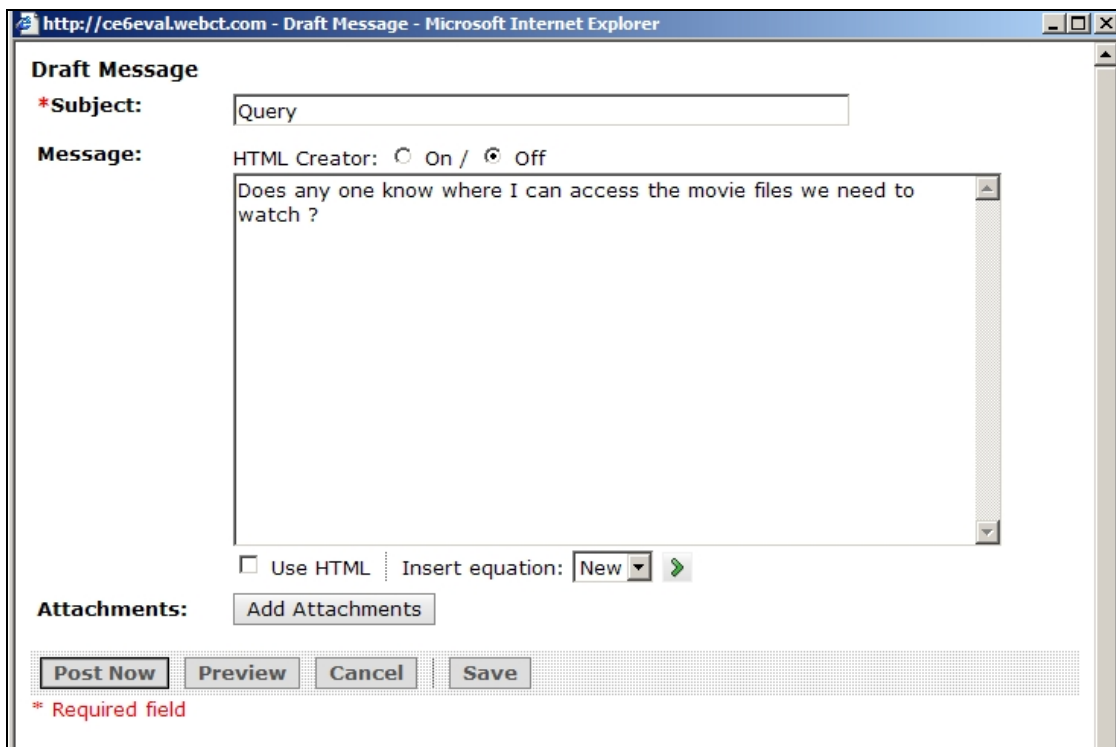 http://ce6eval.webct.com - Draft Message - Microsoft Internet Explorer
Draft Message
*Subject:
Query
Message:
HTML Creator: On / Off
Does any one know where I can access the movie files we need to
watch ?
Use HTML Insert equation: New
Attachments: Add Attachments
Post Now Preview Cancel Save
* Required field